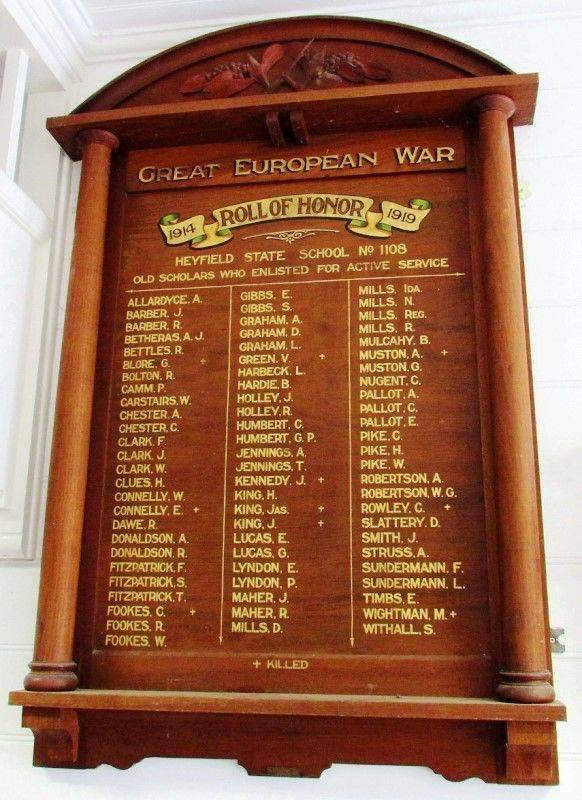 GREAT EUROPEAN WAR
1914 ROLL OF HONOR 1919
HEYFIELD STATE SCHOOL No 1108
OLD SCHOLARS WHO ENLISTED FOR ACTIVE SERVICE
ALLARDYCE. A.
BARBER. J.
BARBER. R.
BETHERAS. A. J.
BETTLES. R.
BLORE. G. +
BOLTON. R.
CAMM. P.
CARSTAIRS. W.
CHESTER. A.
CHESTER. C.
CLARK. F.
CLARK. J.
CLARK. W.
CLUES. H.
CONNELLY. W.
CONNELLY. E. +
DAWE. R.
DONALDSON. A.
DONALDSON. R.
FITZPATRICK. F.
FITZPATRICK. S.
FITZPATRICK. T.
FOOKES. C. +
FOOKES. R.
FOOKES. W.
GIBBS. E.
GIBBS. S.
GRAHAM. A.
GRAHAM. D.
GRAHAM. L.
GREEN. V. +
HARBECK. L.
HARDIE. B.
HOLLEY. J.
HOLLEY. R.
HUMBERT. C.
HUMBERT. G. P.
JENNINGS. A.
JENNINGS. T.
KENNEDY. J. +
KING. H.
KING. JAS. +
KING. J. +
LUCAS. E.
LUCAS. G.
LYNDON. E.
LYNDON. P.
MAHER. J.
MAHER. R.
MILLS. D.
MILLS. IDA.
MILLS. N.
MILLS. REG.
MILLS. R.
MULCAHY. B.
MUSTON. A. +
MUSTON. G.
NUGENT. C.
PALLOT. A.
PALLOT. C.
PALLOT. E.
PIKE. C.
PIKE. H.
PIKE. W.
ROBERTSON. A.
ROBERTSON. W. G.
ROWLEY. C. +
SLATTERY. D.
SMITH. J.
STRUSS. A.
SUNDERMANN. F.
SUNDERMANN. L.
TIMBS. E.
WIGHTMAN. M. +
WITHALL. S.
+ KILLED